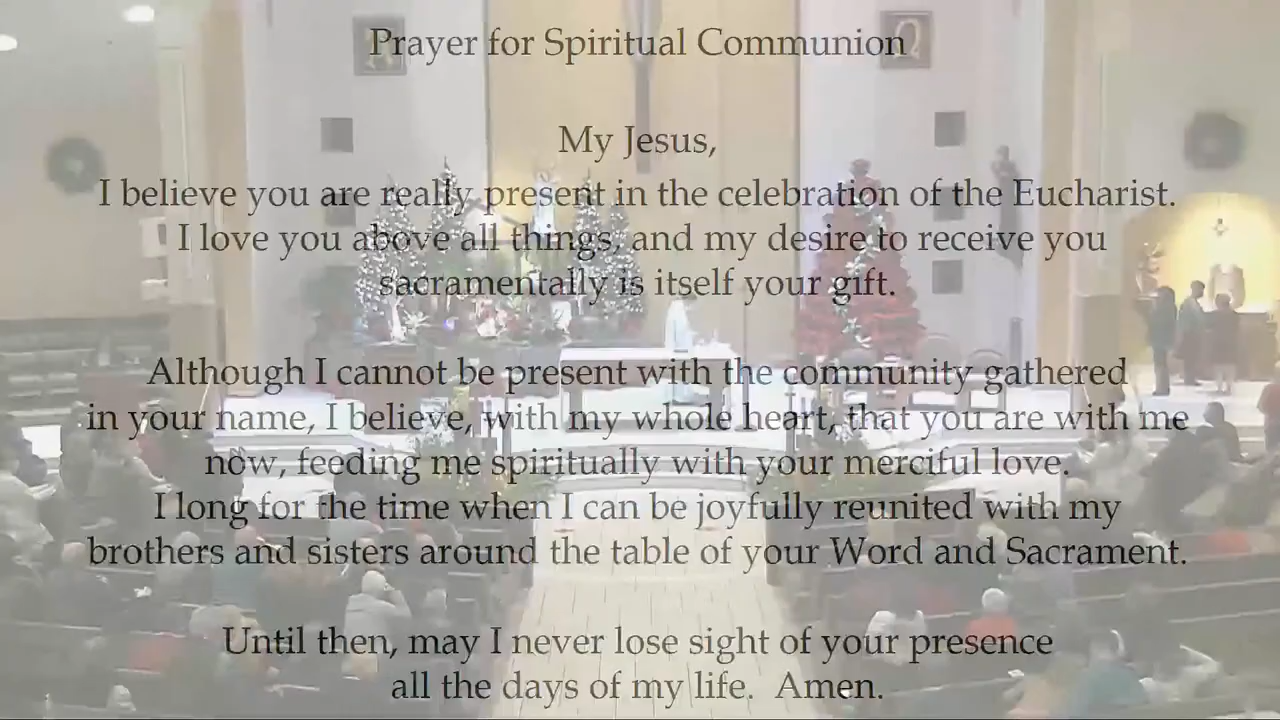 Prayer for Spiritual Communion
My Jesus,
I believe you are really present in the celebration of the Eucharist.
I love you above all things, and my desire to receive you
sacramentally is itself your gift.
Although I cannot be present with the community gathered
in your name, I believe, with my whole heart, that you are with me
now, feeding me spiritually with your merciful love.
I long for the time when I can be joyfully reunited with my
brothers and sisters around the table of your Word and Sacrament.
Until then, may I never lose sight of your presence
all the days of my life. Amen.